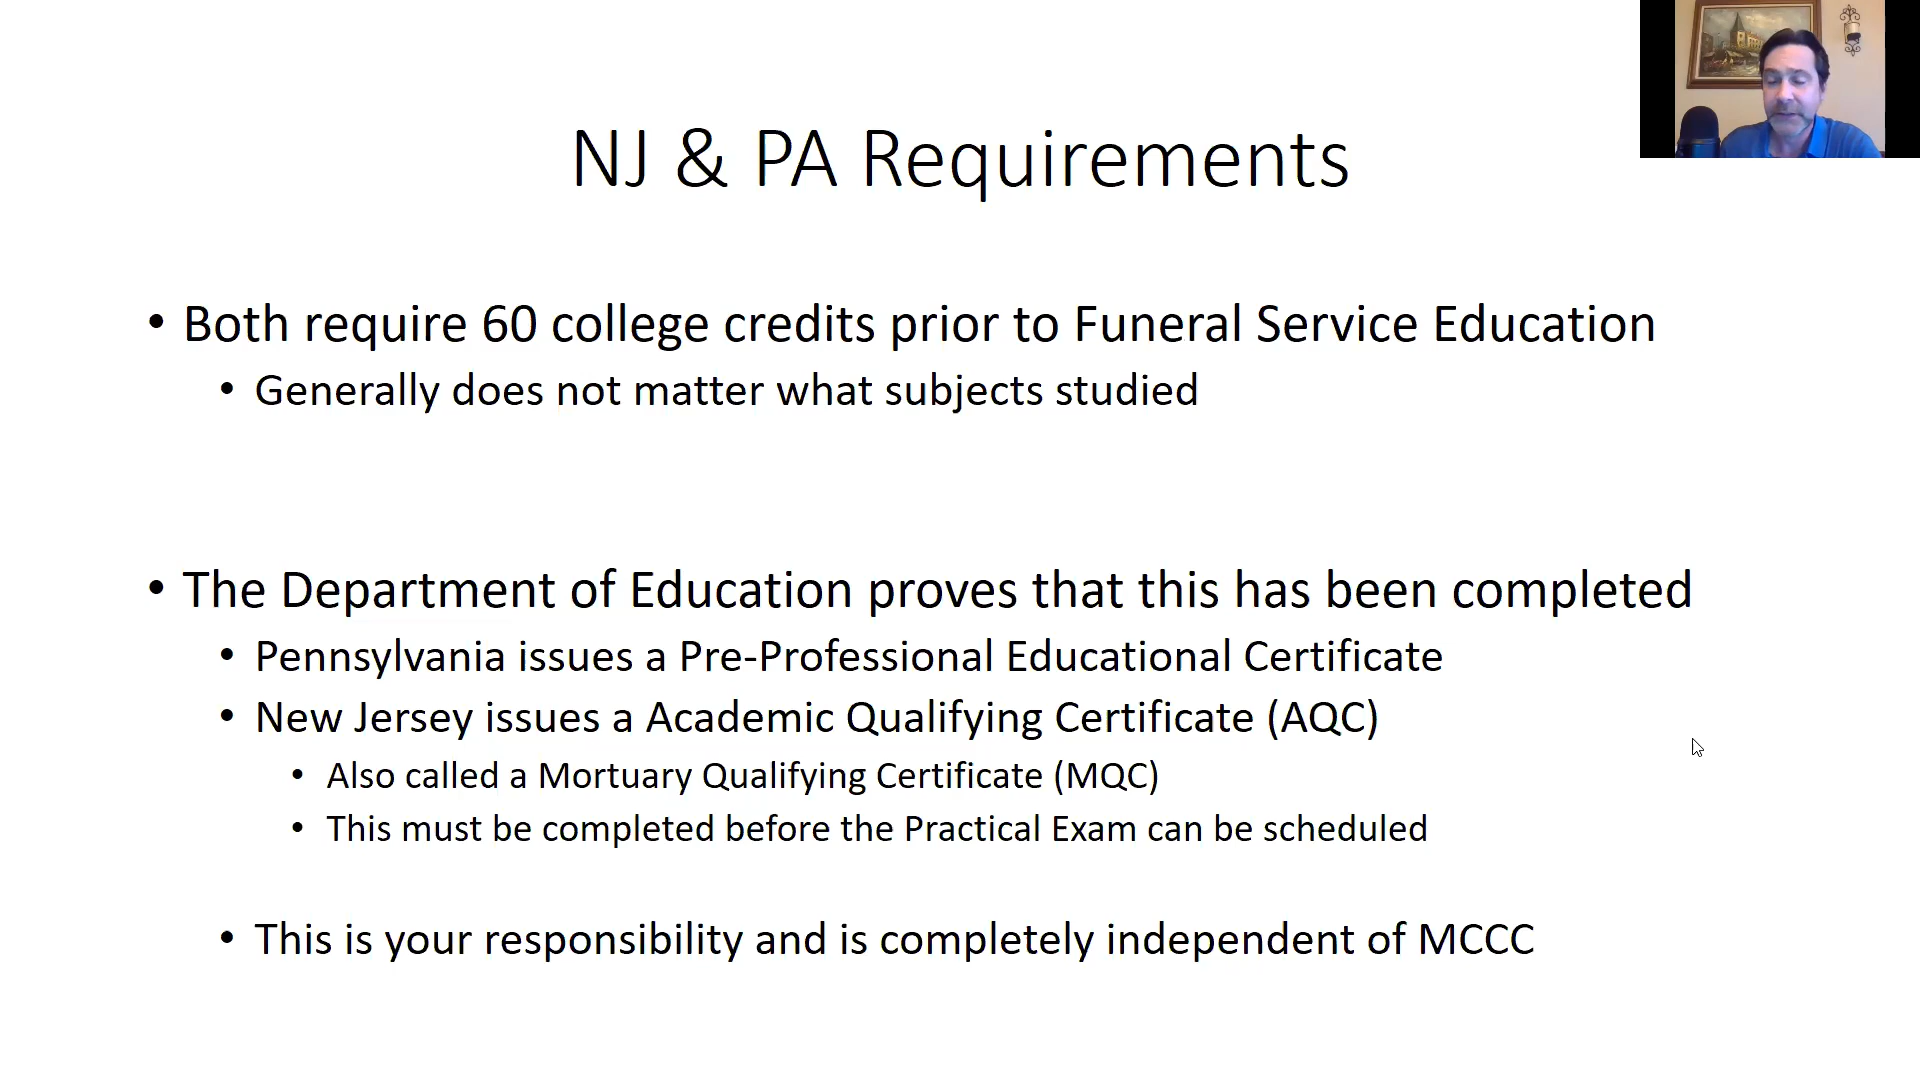 NJ & PA Requirements
• Both require 60 college credits prior to Funeral Service Education
• Generally does not matter what subjects studied
• The Department of Education proves that this has been completed
• Pennsylvania issues a Pre-Professional Educational Certificate
• New Jersey issues a Academic Qualifying Certificate (AQC)
• Also called a Mortuary Qualifying Certificate (MQC)
• This must be completed before the Practical Exam can be scheduled
• This is your responsibility and is completely independent of MCCC